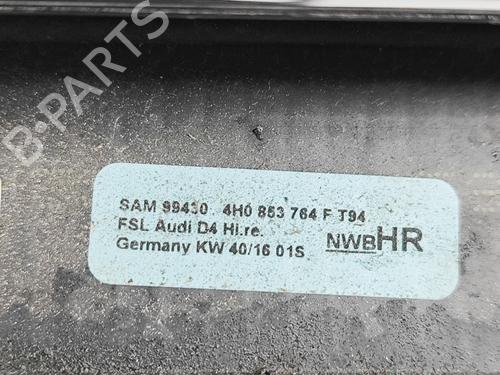 B-PARTS
SAM 99430 4H0 853 764 F T94
FSL Audi D4 Hi.re.
Germany KW 40/16 01S NWBHR